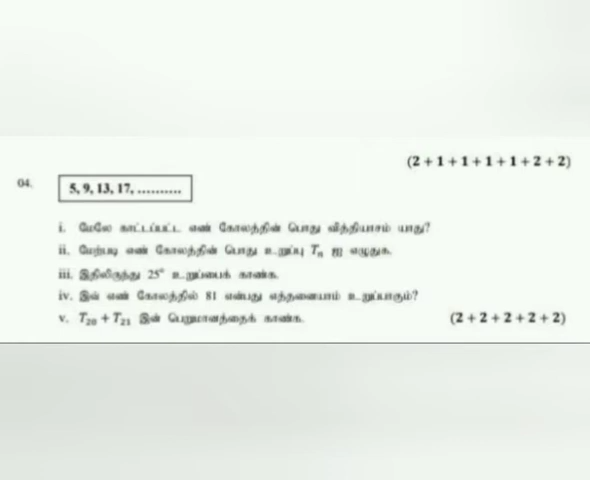 (2 + 1 + 1 + 1 + 1 + 2 + 2)
04. 5, 9, 13, 17, ..........
i. மேலே காட்டப்பட்ட எண் கோலத்தின் பொது வித்தியாசம் யாது?
ii. மேற்படி எண் கோலத்தின் பொது உறுப்பு Tₙ ஐ எழுதுக.
iii. இதிலிருந்து 25° உறுப்பைக் காண்க.
iv. இவ் எண் கோலத்தில் 81 என்பது எத்தனையாம் உறுப்பாகும்?
v. T₂₀ + T₂₁ இன் பெறுமானத்தைக் காண்க.
(2 + 2 + 2 + 2 + 2)